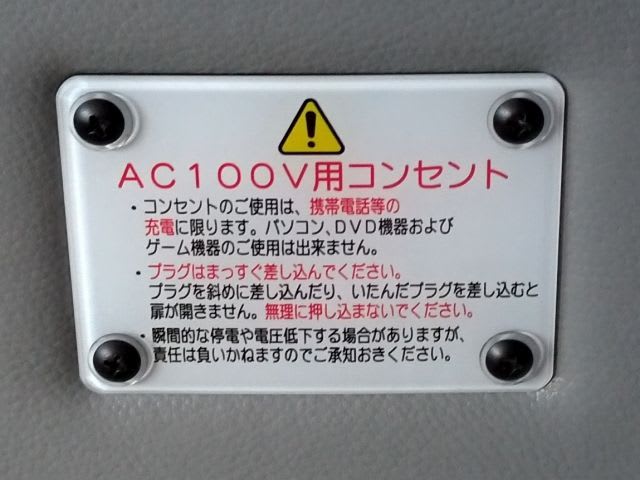 AC100V用コンセント
・コンセントのご使用は、携帯電話等の
充電に限ります。パソコン、DVD機器および
ゲーム機器のご使用は出来ません。
・プラグはまっすぐ差し込んでください。
プラグを斜めに差し込んだり、いたんだプラグを差し込むと
扉が開きません。無理に押し込まないでください。
・瞬間的な停電や電圧低下する場合がありますが、
責任は負いかねますのでご承知おきください。